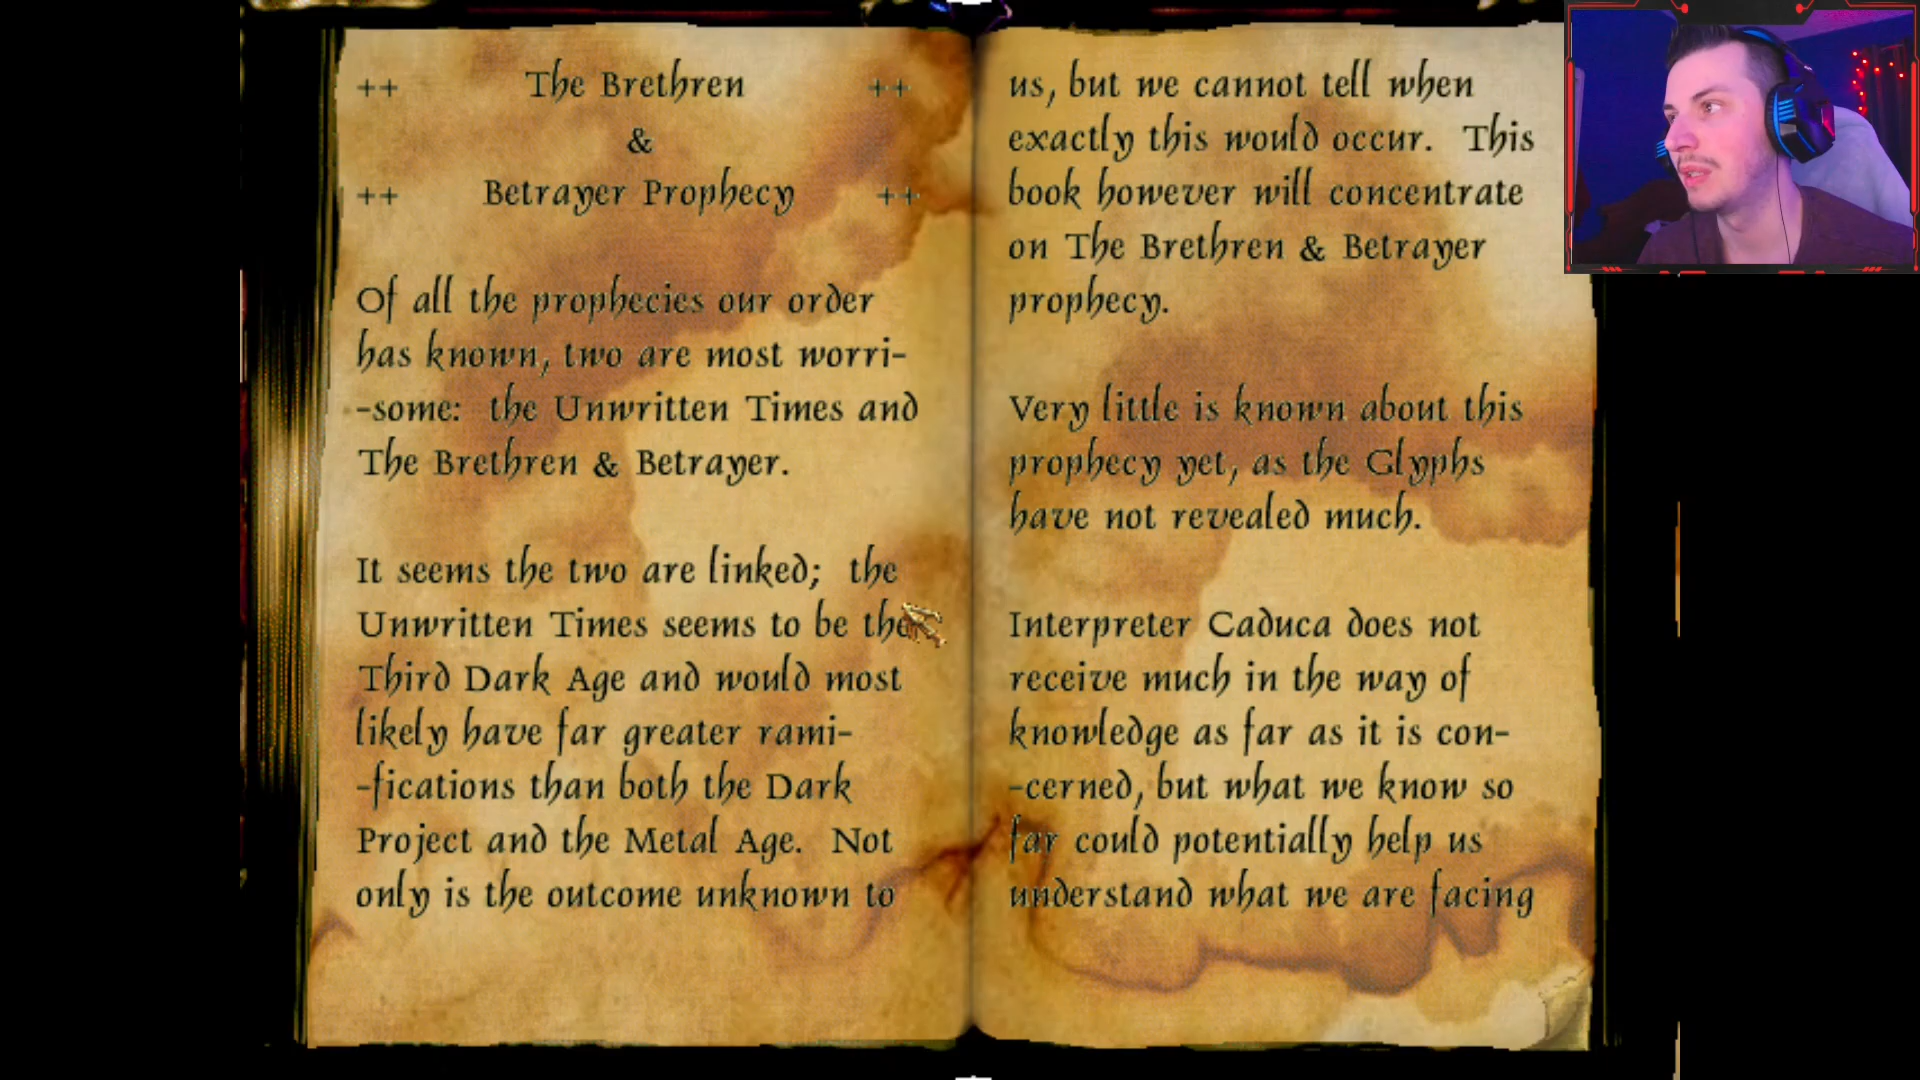 ++ The Brethren ++
&
++ Betrayer Prophecy ++
Of all the prophecies our order
has known, two are most worri-
-some: the Unwritten Times and
The Brethren & Betrayer.
It seems the two are linked; the
Unwritten Times seems to be the
Third Dark Age and would most
likely have far greater rami-
-fications than both the Dark
Project and the Metal Age. Not
only is the outcome unknown to
us, but we cannot tell when
exactly this would occur. This
book however will concentrate
on The Brethren & Betrayer
prophecy.
Very little is known about this
prophecy yet, as the Glyphs
have not revealed much.
Interpreter Caduca does not
receive much in the way of
knowledge as far as it is con-
-cerned, but what we know so
far could potentially help us
understand what we are facing